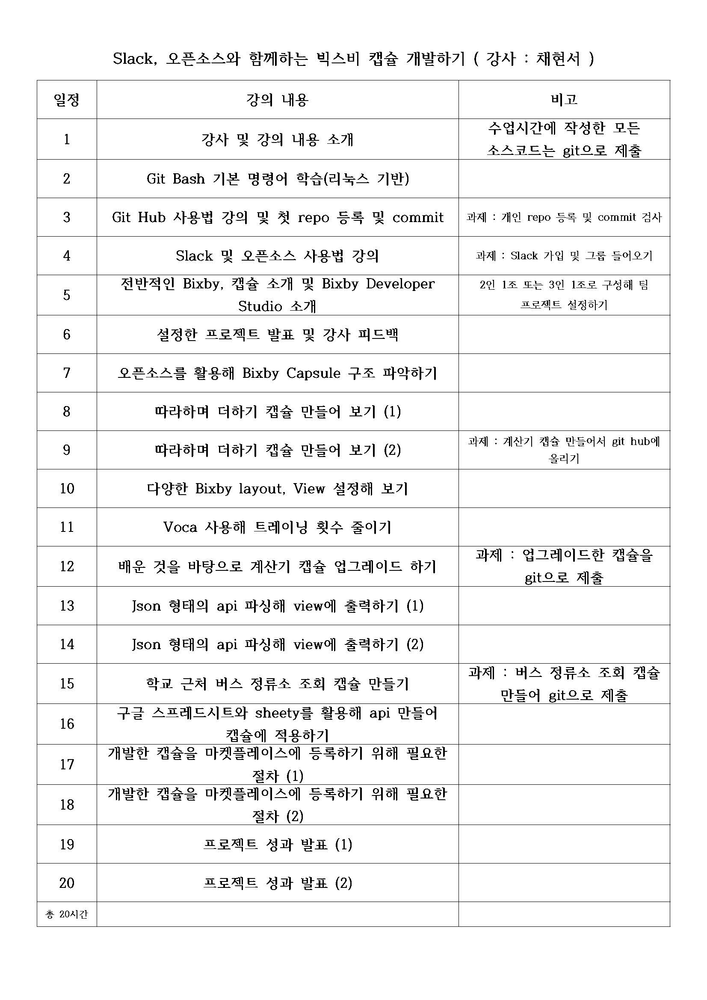 Slack, 오픈소스와 함께하는 빅스비 캡슐 개발하기 ( 강사 : 채현서 )
일정 강의 내용 비고
1 강사 및 강의 내용 소개 수업시간에 작성한 모든
소스코드는 git으로 제출
2 Git Bash 기본 명령어 학습(리눅스 기반)
3 Git Hub 사용법 강의 및 첫 repo 등록 및 commit 과제 : 개인 repo 등록 및 commit 검사
4 Slack 및 오픈소스 사용법 강의 과제 : Slack 가입 및 그룹 들어오기
5 전반적인 Bixby, 캡슐 소개 및 Bixby Developer
Studio 소개
2인 1조 또는 3인 1조로 구성해 팀
프로젝트 설정하기
6 설정한 프로젝트 발표 및 강사 피드백
7 오픈소스를 활용해 Bixby Capsule 구조 파악하기
8 따라하며 더하기 캡슐 만들어 보기 (1)
9 따라하며 더하기 캡슐 만들어 보기 (2) 과제 : 계산기 캡슐 만들어서 git hub에
올리기
10 다양한 Bixby layout, View 설정해 보기
11 Voca 사용해 트레이닝 횟수 줄이기
12 배운 것을 바탕으로 계산기 캡슐 업그레이드 하기 과제 : 업그레이드한 캡슐을
git으로 제출
13 Json 형태의 api 파싱해 view에 출력하기 (1)
14 Json 형태의 api 파싱해 view에 출력하기 (2)
15 학교 근처 버스 정류소 조회 캡슐 만들기 과제 : 버스 정류소 조회 캡슐
만들어 git으로 제출
16 구글 스프레드시트와 sheety를 활용해 api 만들어
캡슐에 적용하기
17 개발한 캡슐을 마켓플레이스에 등록하기 위해 필요한
절차 (1)
18 개발한 캡슐을 마켓플레이스에 등록하기 위해 필요한
절차 (2)
19 프로젝트 성과 발표 (1)
20 프로젝트 성과 발표 (2)
총 20시간